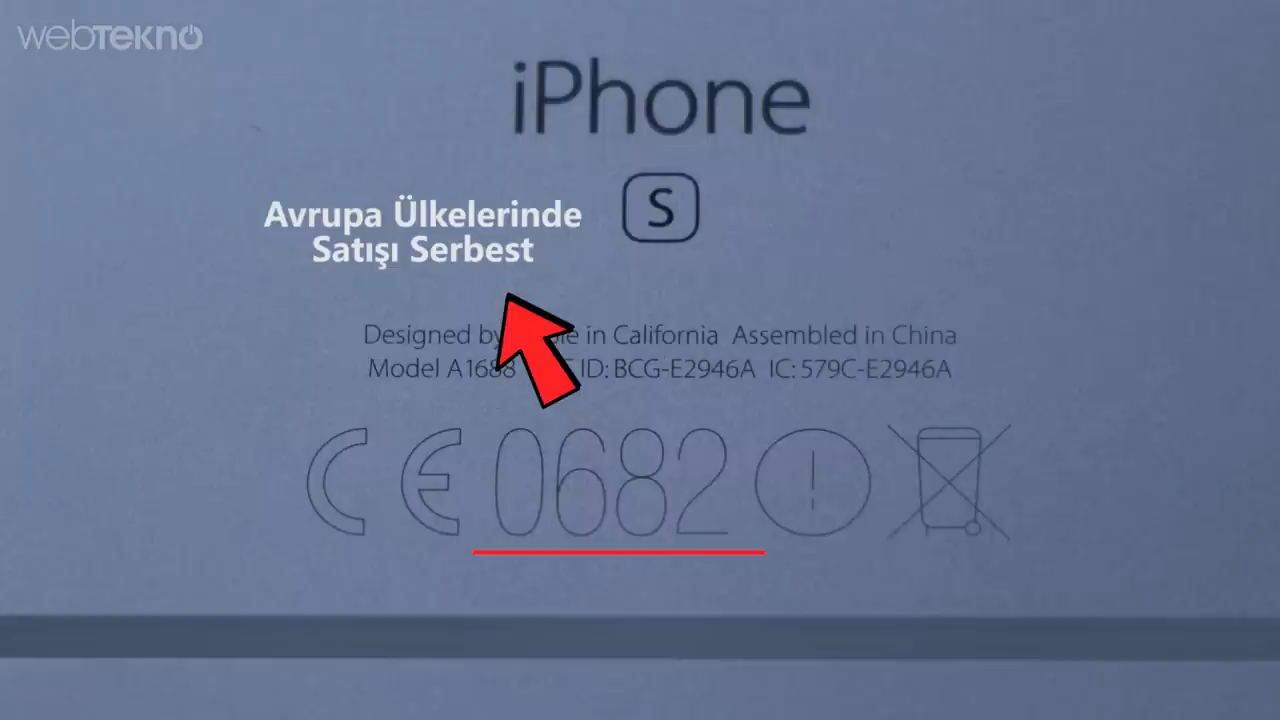 webTEKNO
iPhone
S
Avrupa Ülkelerinde
Satışı Serbest
Designed by in California Assembled in China
Model A1688 ID: BCG-E2946A IC: 579C-E2946A
CE 0682 !